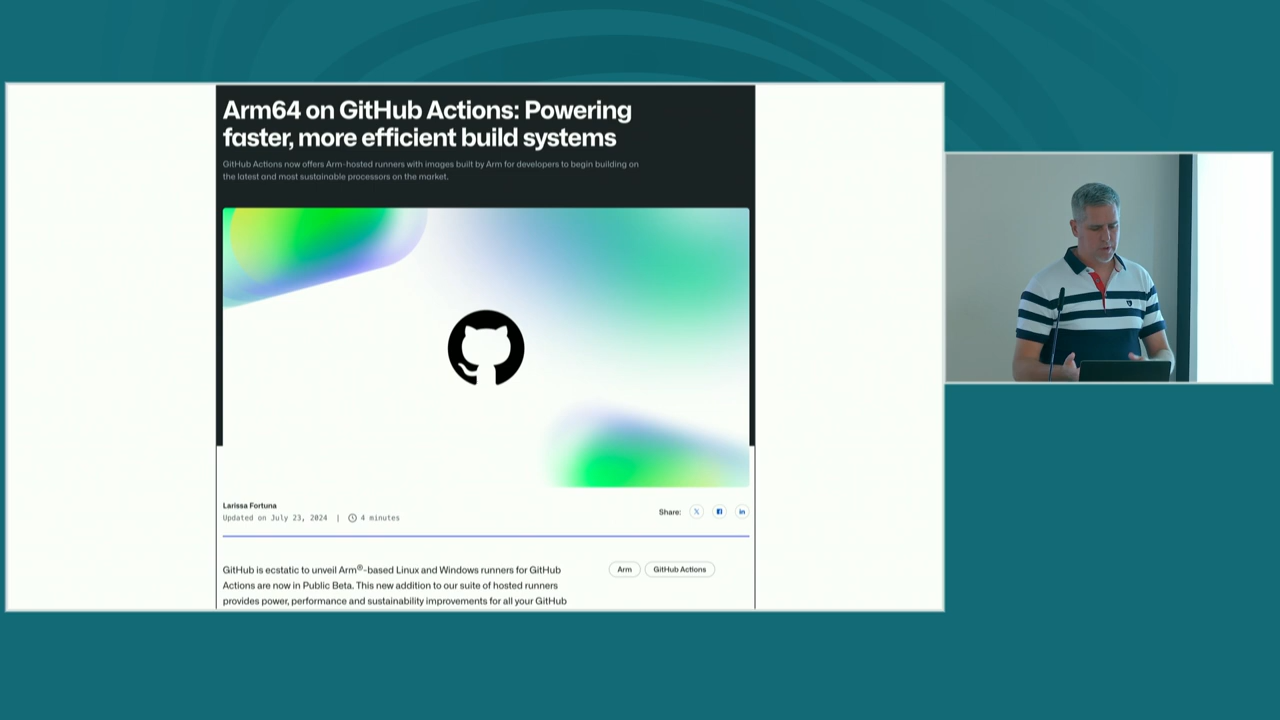 Arm64 on GitHub Actions: Powering
faster, more efficient build systems
GitHub Actions now offers Arm-hosted runners with images built by Arm for developers to begin building on
the latest and most sustainable processors on the market.
Larissa Fortuna
Updated on July 23, 2024 | 4 minutes
Share:
GitHub is ecstatic to unveil Arm®-based Linux and Windows runners for GitHub
Actions are now in Public Beta. This new addition to our suite of hosted runners
provides power, performance and sustainability improvements for all your GitHub
Arm
GitHub Actions